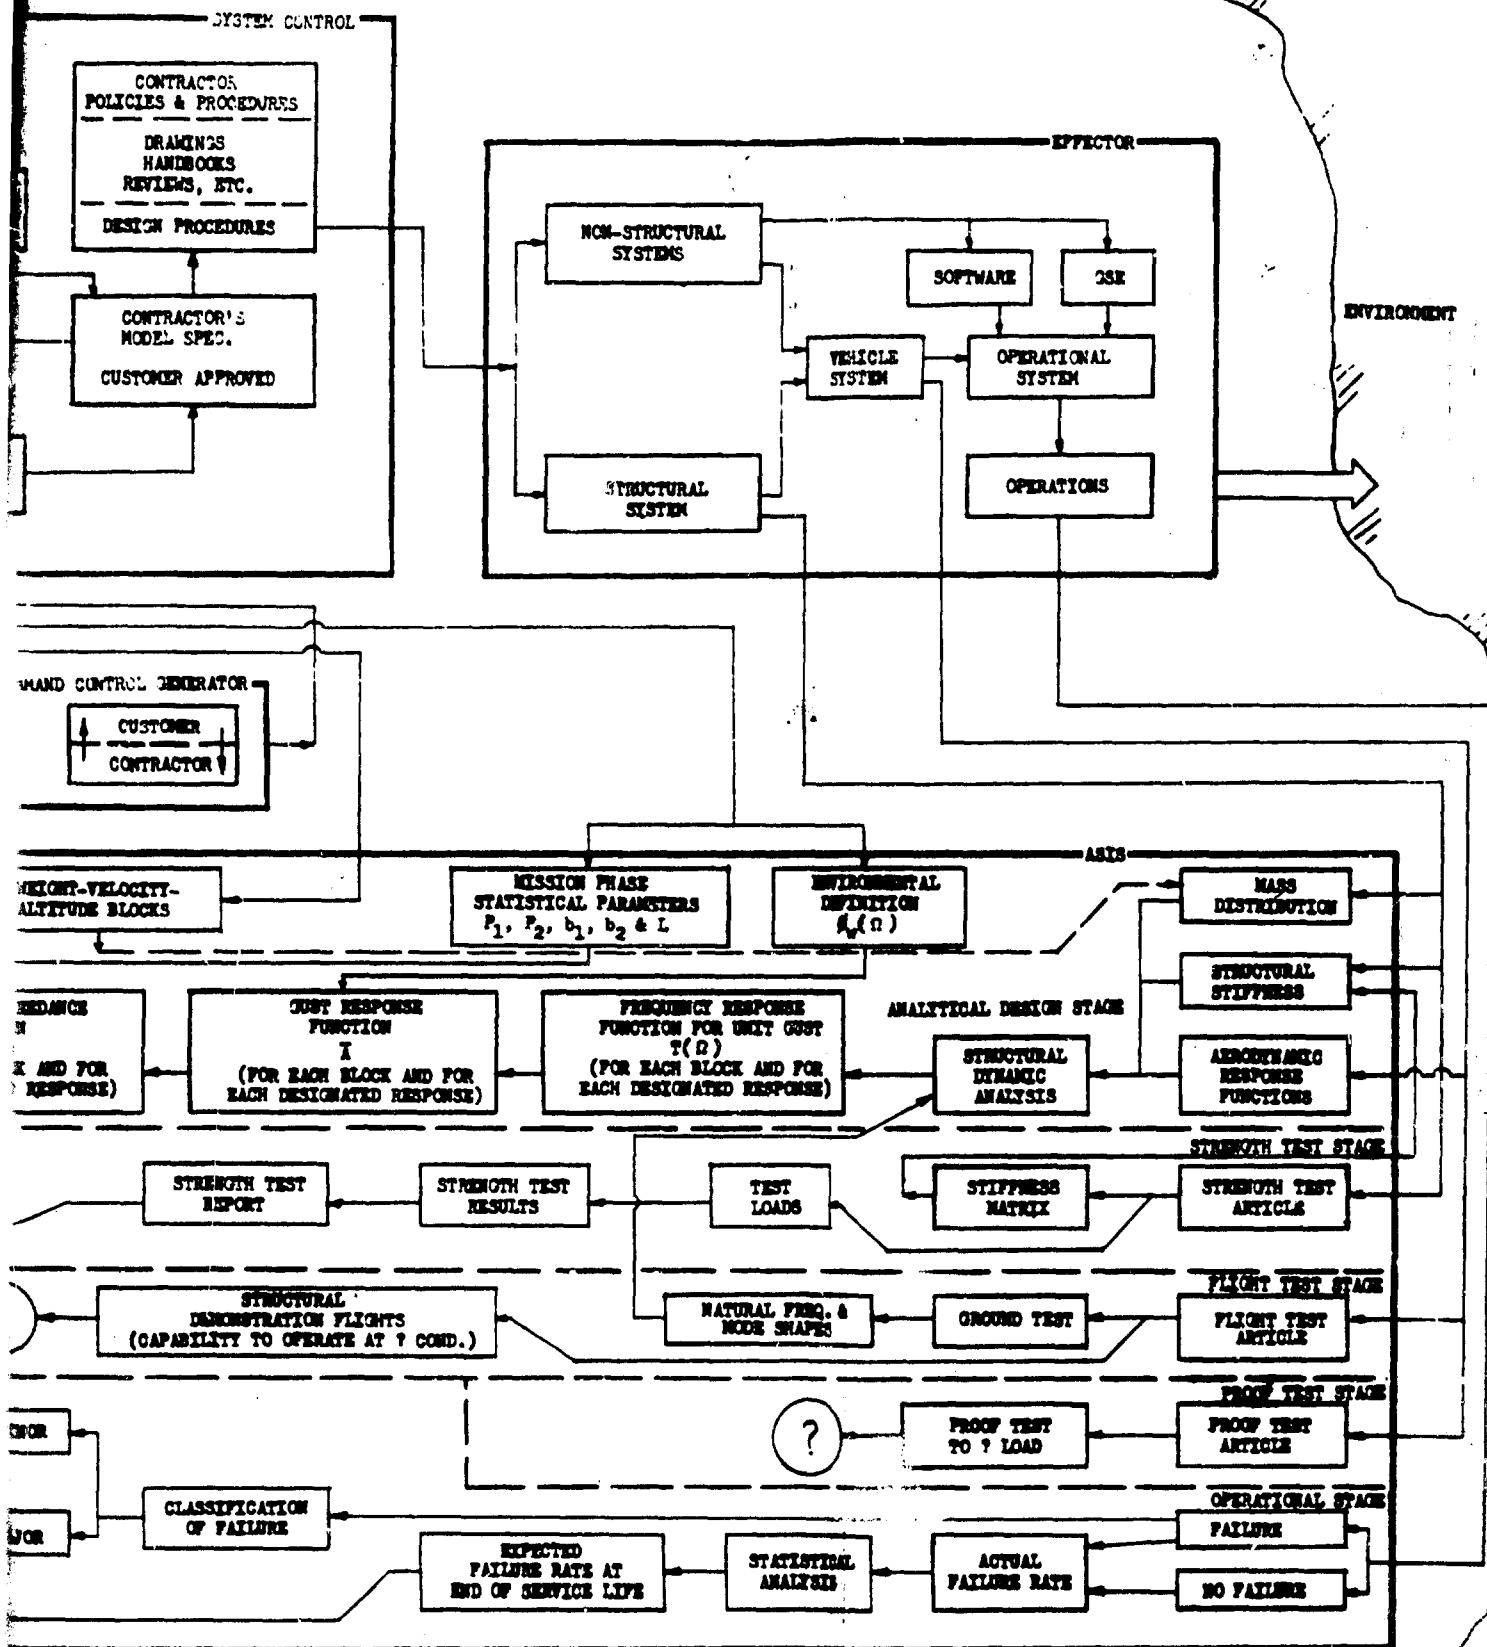 SYSTEM CONTROL
CONTRACTOR
POLICIES & PROCEDURES
DRAWINGS
HANDBOOKS
REVIEWS, ETC.
DESIGN PROCEDURES
CONTRACTOR'S
MODEL SPEC.
CUSTOMER APPROVED
EFFECTOR
NON-STRUCTURAL
SYSTEMS
SOFTWARE
GSE
VEHICLE
SYSTEM
OPERATIONAL
SYSTEM
STRUCTURAL
SYSTEM
OPERATIONS
ENVIRONMENT
CONTROL GENERATOR
CUSTOMER
CONTRACTOR
ASIS
WEIGHT-VELOCITY-
ALTITUDE BLOCKS
MISSION PHASE
STATISTICAL PARAMETERS
P₁, P₂, b₁, b₂ & L
ENVIRONMENTAL
DEFINITION
ϕw(Ω)
MASS
DISTRIBUTION
STRUCTURAL
STIFFNESS
AERODYNAMIC
RESPONSE
FUNCTIONS
ANALYTICAL DESIGN STAGE
STRUCTURAL
DYNAMIC
ANALYSIS
FREQUENCY RESPONSE
FUNCTION FOR UNIT GUST
T(Ω)
(FOR EACH BLOCK AND FOR
EACH DESIGNATED RESPONSE)
GUST RESPONSE
FUNCTION
(FOR EACH BLOCK AND FOR
EACH DESIGNATED RESPONSE)
AND FOR
RESPONSE)
STRENGTH TEST STAGE
STRENGTH TEST
REPORT
STRENGTH TEST
RESULTS
TEST
LOADS
STIFFNESS
MATRIX
STRENGTH TEST
ARTICLE
FLIGHT TEST STAGE
STRUCTURAL
DEMONSTRATION FLIGHTS
(CAPABILITY TO OPERATE AT ? COND.)
NATURAL FREQ. &
MODE SHAPES
GROUND TEST
FLIGHT TEST
ARTICLE
PROOF TEST STAGE
?
PROOF TEST
TO ? LOAD
PROOF TEST
ARTICLE
OPERATIONAL STAGE
CLASSIFICATION
OF FAILURE
EXPECTED
FAILURE RATE AT
END OF SERVICE LIFE
STATISTICAL
ANALYSIS
ACTUAL
FAILURE RATE
FAILURE
NO FAILURE